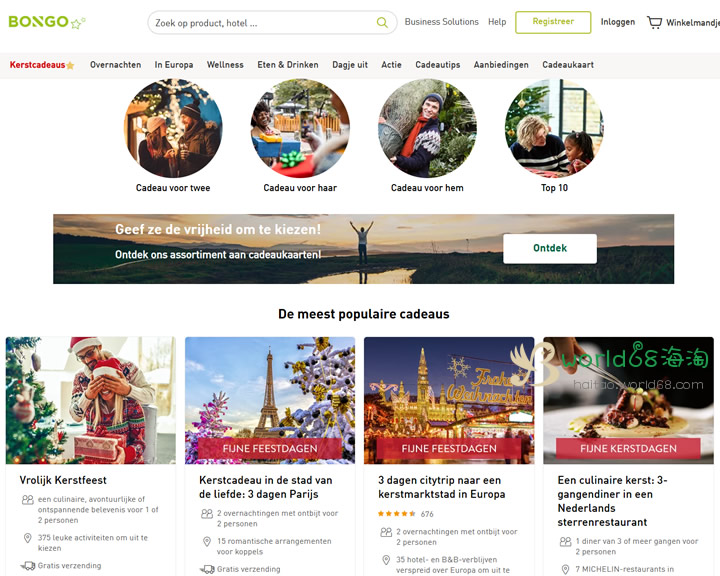 BONGO
Zoek op product, hotel ...
Business Solutions
Help
Registreer
Inloggen
Winkelmandje
Kerstcadeaus
Overnachten
In Europa
Wellness
Eten & Drinken
Dagje uit
Actie
Cadeautips
Aanbiedingen
Cadeaukaart
Cadeau voor twee
Cadeau voor haar
Cadeau voor hem
Top 10
Geef ze de vrijheid om te kiezen!
Ontdek ons assortiment aan cadeaukaarten!
Ontdek
De meest populaire cadeaus
Frohe
Weihnachten
world68海淘
haitao.world68.com
FIJNE FEESTDAGEN
FIJNE FEESTDAGEN
FIJNE KERSTDAGEN
Vrolijk Kerstfeest
een culinaire, avontuurlijke of
ontspannende belevenis voor 1 of
2 personen
375 leuke activiteiten om uit te
kiezen
Gratis verzending
Kerstcadeau in de stad van
de liefde: 3 dagen Parijs
2 overnachtingen met ontbijt voor
2 personen
15 romantische arrangementen
voor koppels
Gratis verzending
3 dagen citytrip naar een
kerstmarktstad in Europa
676
2 overnachtingen met ontbijt voor
2 personen
35 hotel- en B&B-verblijven
verspreid over Europa om uit te
Een culinaire kerst: 3-
gangendiner in een
Nederlands
sterrenrestaurant
1 diner van 3 of meer gangen voor
2 personen
7 MICHELIN-restaurants in